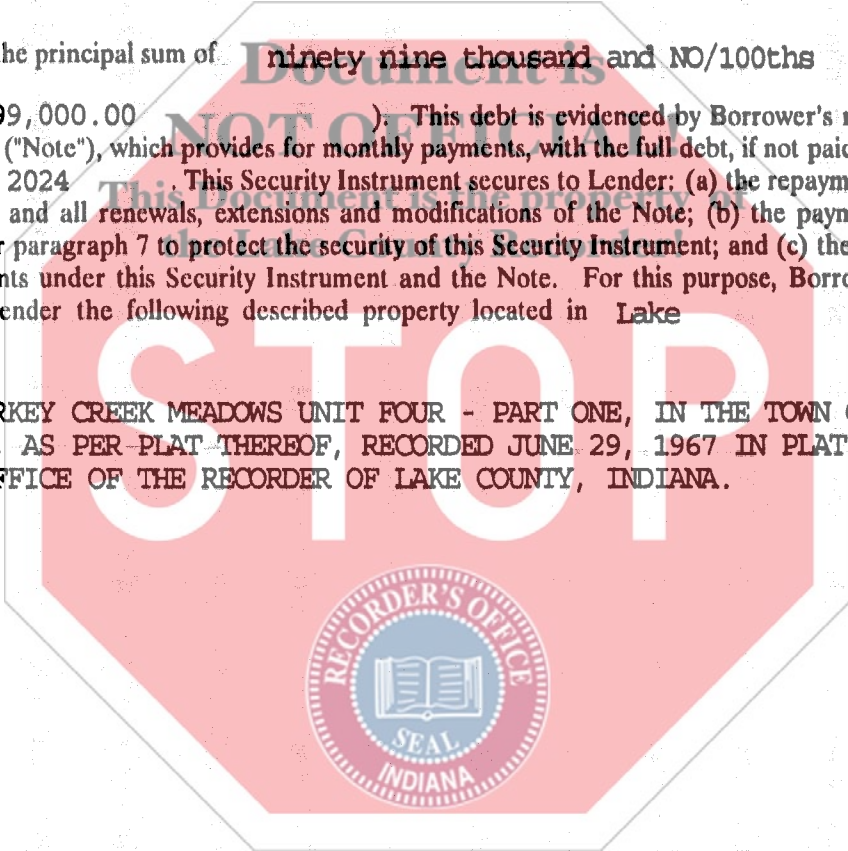 he principal sum of ninety nine thousand and NO/100ths
Document is
99,000.00 ). This debt is evidenced by Borrower's
NOT OFFICIAL!
("Note"), which provides for monthly payments, with the full debt, if not paid
2024 . This Security Instrument secures to Lender: (a) the repaym
This Document is the property of
and all renewals, extensions and modifications of the Note; (b) the paym
r paragraph 7 to protect the security of this Security Instrument; and (c) the
the Lake County Recorder!
nts under this Security Instrument and the Note. For this purpose, Borro
ender the following described property located in Lake
STOP
RKEY CREEK MEADOWS UNIT FOUR - PART ONE, IN THE TOWN
AS PER PLAT THEREOF, RECORDED JUNE 29, 1967 IN PLAT
FFICE OF THE RECORDER OF LAKE COUNTY, INDIANA.
RECORDER'S OFFICE
SEAL
INDIANA